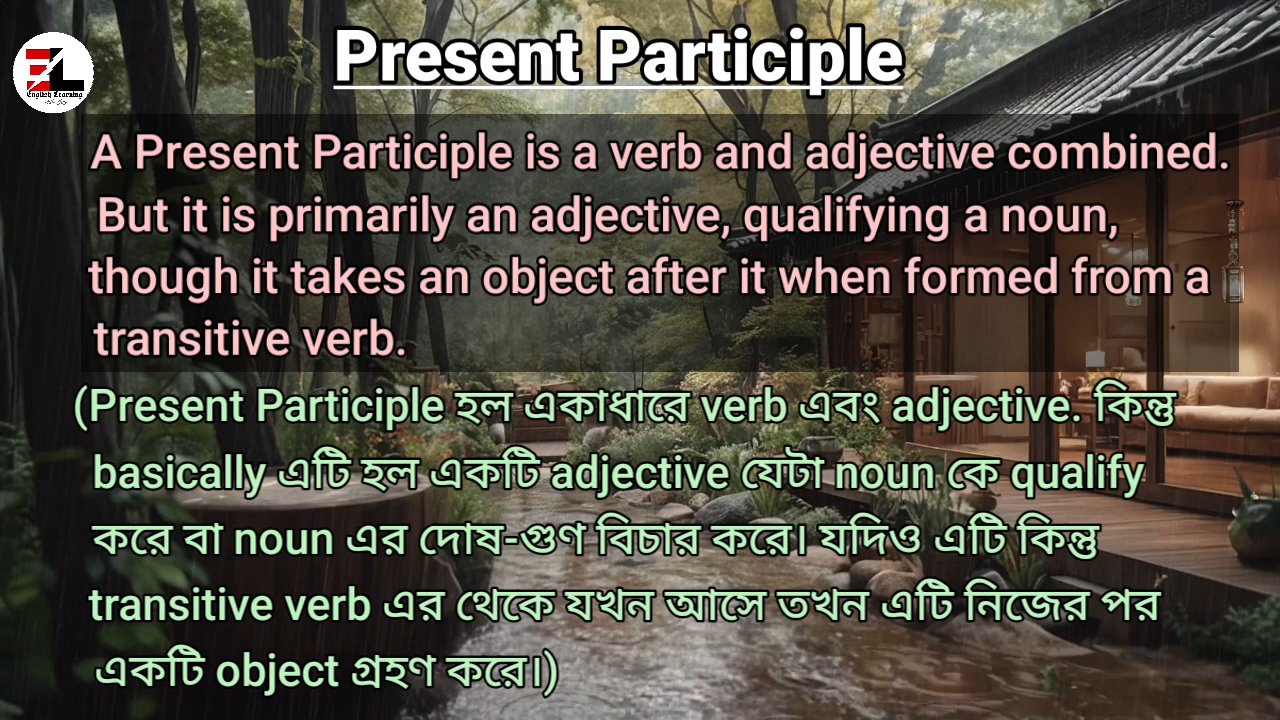 Present Participle
English Learning
A Present Participle is a verb and adjective combined.
But it is primarily an adjective, qualifying a noun,
though it takes an object after it when formed from a
transitive verb.
(Present Participle হল একাধারে verb এবং adjective. কিন্তু
basically এটি হল একটি adjective যেটা noun কে qualify
করে বা noun এর দোষ-গুণ বিচার করে। যদিও এটি কিন্তু
transitive verb এর থেকে যখন আসে তখন এটি নিজের পর
একটি object গ্রহণ করে।)